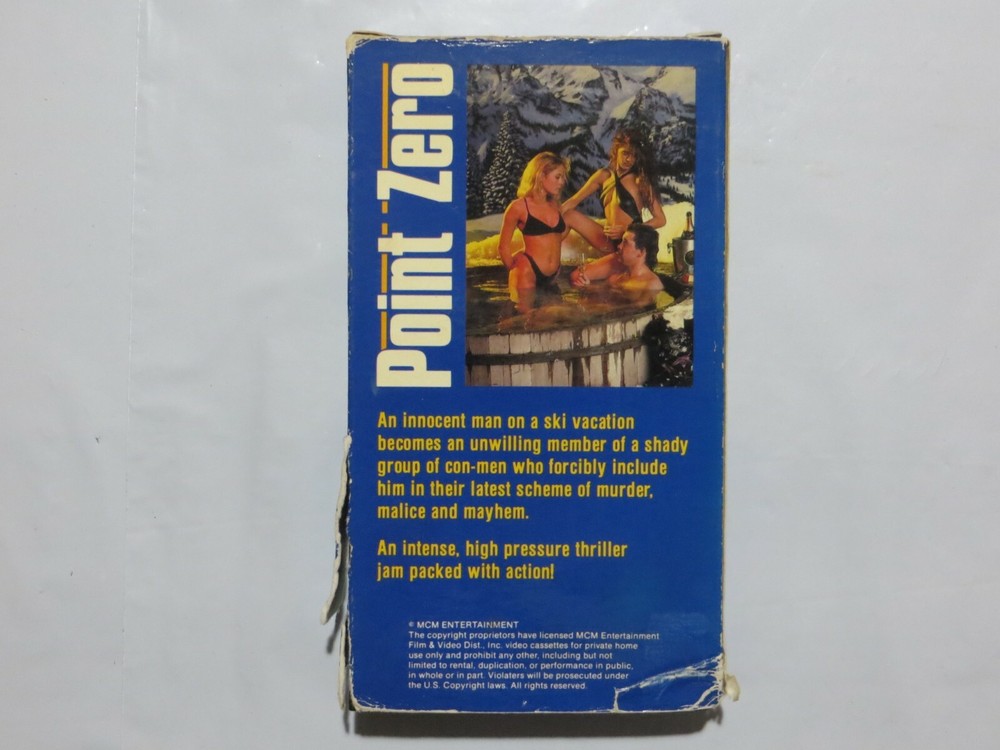 Point Zero
An innocent man on a ski vacation
becomes an unwilling member of a shady
group of con-men who forcibly include
him in their latest scheme of murder,
malice and mayhem.
An intense, high pressure thriller
jam packed with action!
© MCM ENTERTAINMENT
The copyright proprietors have licensed MCM Entertainment
Film & Video Dist., Inc. video cassettes for private home
use only and prohibit any other, including but not
limited to rental, duplication, or performance in public,
in whole or in part. Violaters will be prosecuted under
the U.S. Copyright laws. All rights reserved.